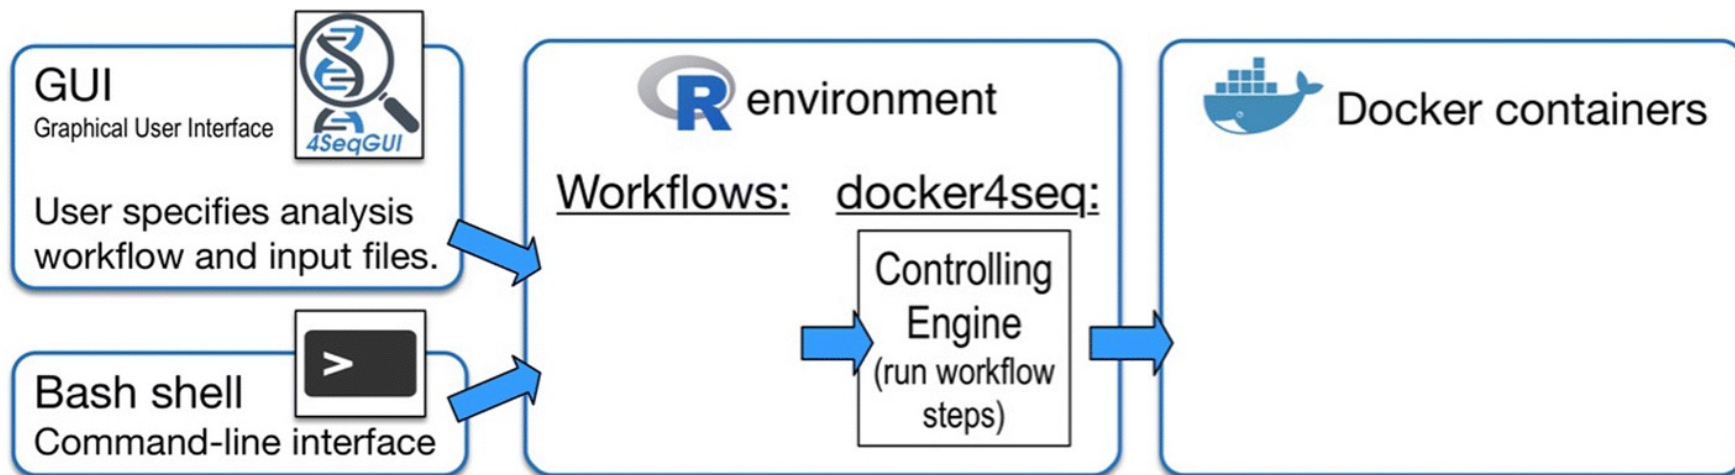 GUI
Graphical User Interface
4SeqGUI
User specifies analysis
workflow and input files.
>
Bash shell
Command-line interface
R environment
Workflows:
docker4seq:
Controlling
Engine
(run workflow
steps)
Docker containers